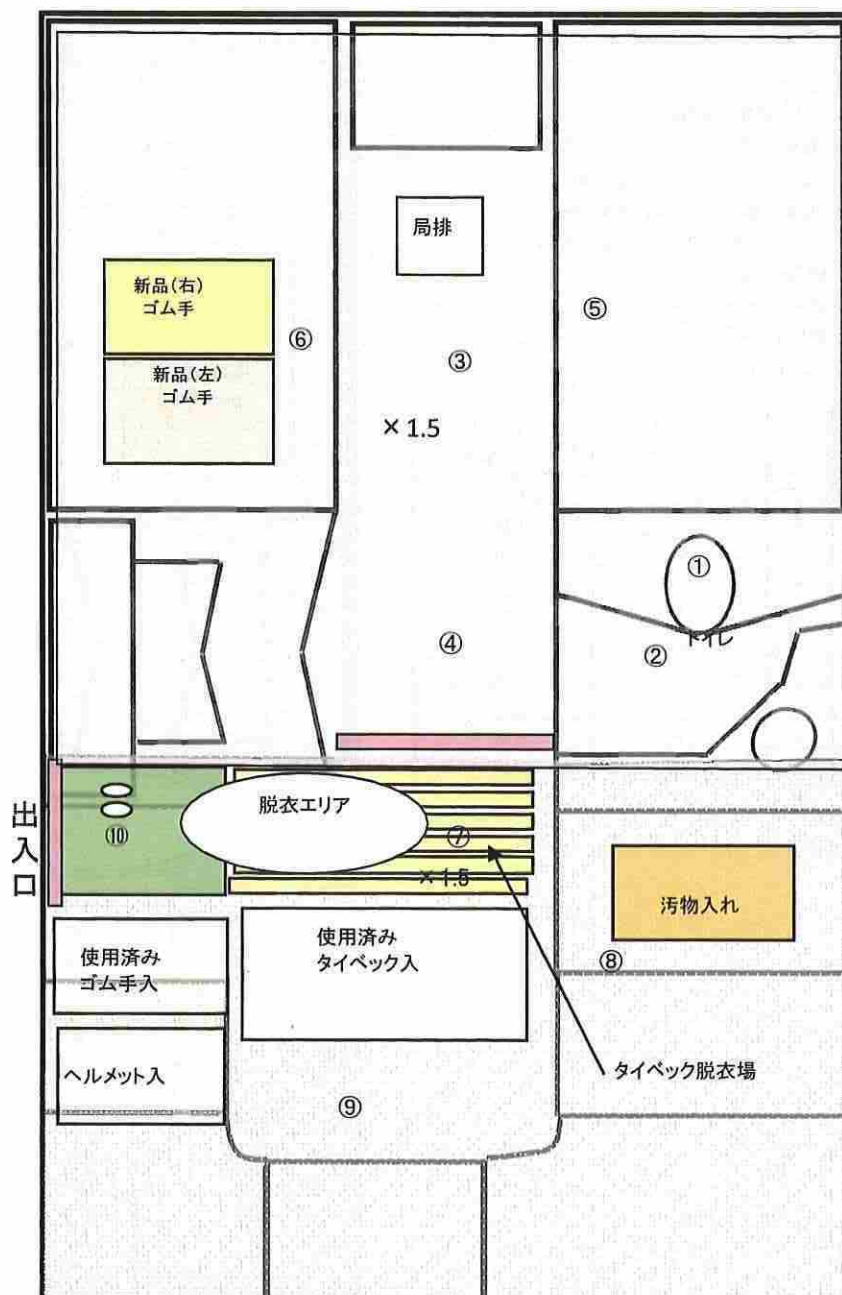 局排
新品(右)
ゴム手
⑤
⑥
新品(左)
ゴム手
③
× 1.5
①
④
②
トイレ
出入口
脱衣エリア
⑩
⑦
× 1.5
汚物入れ
使用済み
ゴム手入
使用済み
タイベック入
⑧
ヘルメット入
タイベック脱衣場
⑨